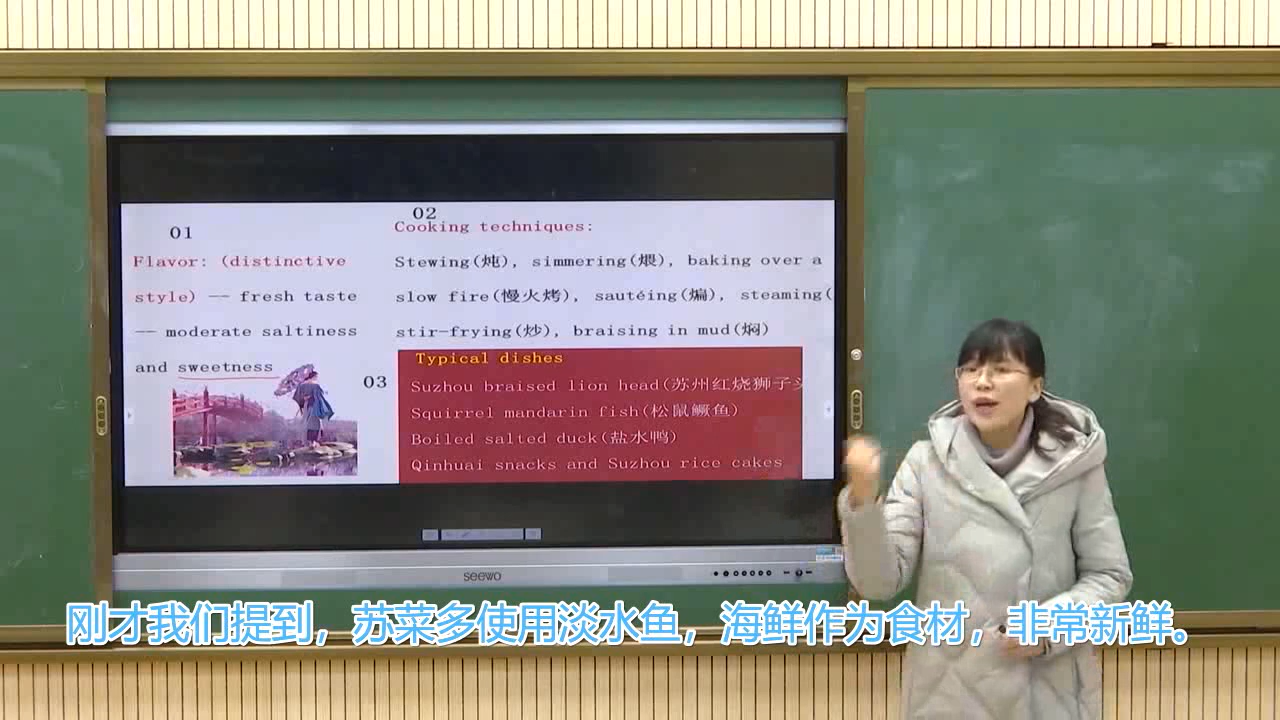 01
Flavor: (distinctive
style) -- fresh taste
-- moderate saltiness
and sweetness
02
Cooking techniques:
Stewing(炖), simmering(煨), baking over a
slow fire(慢火烤), sautéing(煸), steaming(
stir-frying(炒), braising in mud(焖)
03
Typical dishes
Suzhou braised lion head(苏州红烧狮子头
Squirrel mandarin fish(松鼠鳜鱼)
Boiled salted duck(盐水鸭)
Qinhuai snacks and Suzhou rice cakes
seewo
刚才我们提到，苏菜多使用淡水鱼，海鲜作为食材，非常新鲜。